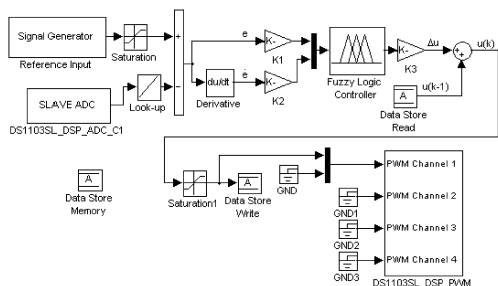 Signal Generator
Reference Input
Saturation
SLAVE ADC
DS1103SL_DSP_ADC_C1
Look-up
+
−
e
K-
K1
du/dt
Derivative
ė
K-
K2
Fuzzy Logic
Controller
K-
K3
Δu
u(k)
+
+
A
u(k-1)
Data Store
Read
A
Data Store
Memory
Saturation1
A
Data Store
Write
GND
PWM Channel 1
GND1
PWM Channel 2
GND2
PWM Channel 3
GND3
PWM Channel 4
DS1103SL_DSP_PWM